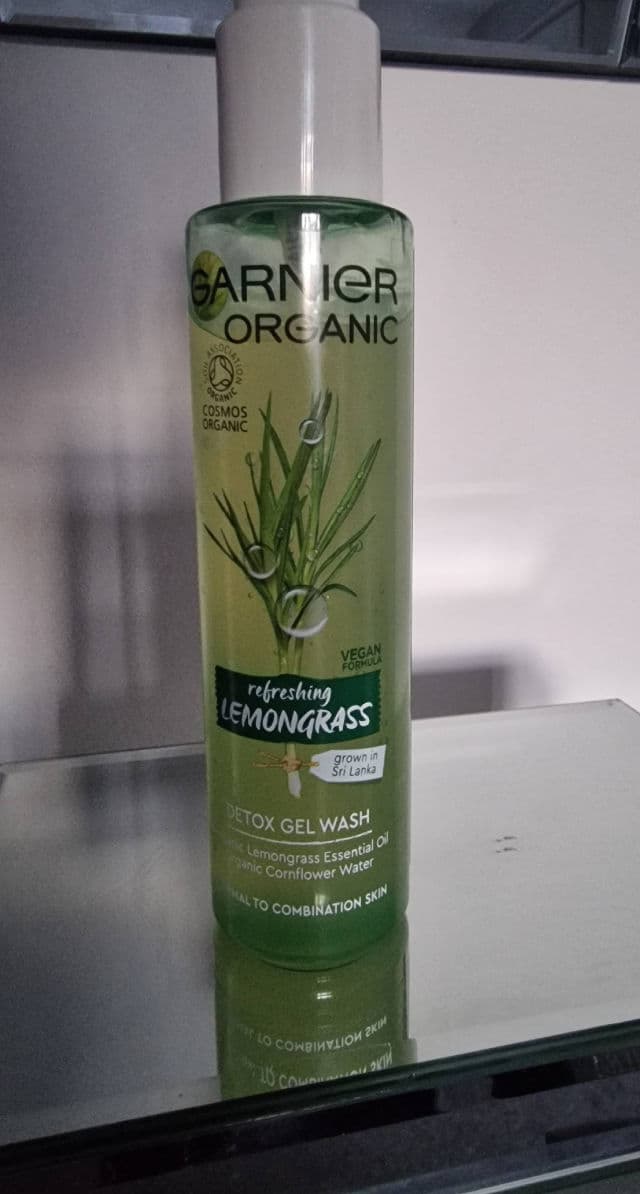 GARNIER
ORGANIC
SOIL ASSOCIATION
ORGANIC
COSMOS
ORGANIC
VEGAN
FORMULA
refreshing
LEMONGRASS
grown in
Sri Lanka
DETOX GEL WASH
Lemongrass Essential Oil
Organic Cornflower Water
TO COMBINATION SKIN